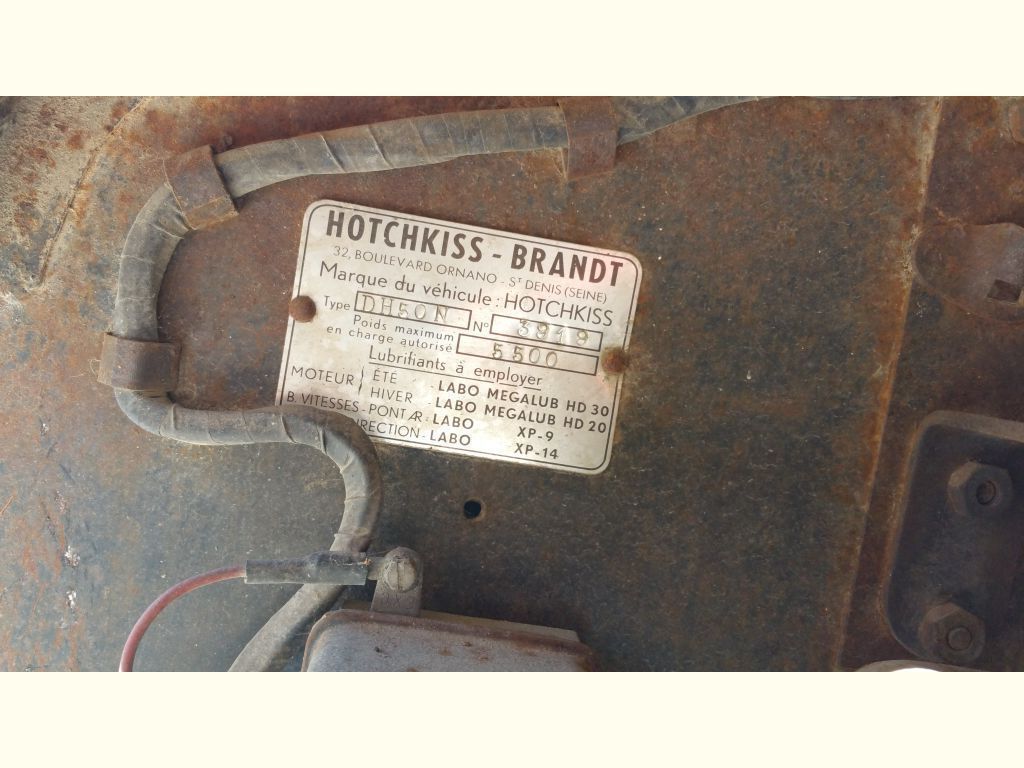 HOTCHKISS - BRANDT
32, BOULEVARD ORNANO - ST DENIS (SEINE)
Marque du véhicule : HOTCHKISS
Type DH50N N° 3919
Poids maximum
en charge autorisé 5500
Lubrifiants à employer
MOTEUR ÉTÉ - LABO MEGALUB HD 30
HIVER - LABO MEGALUB HD 20
B. VITESSES - PONT AR - LABO XP-9
DIRECTION - LABO XP-14